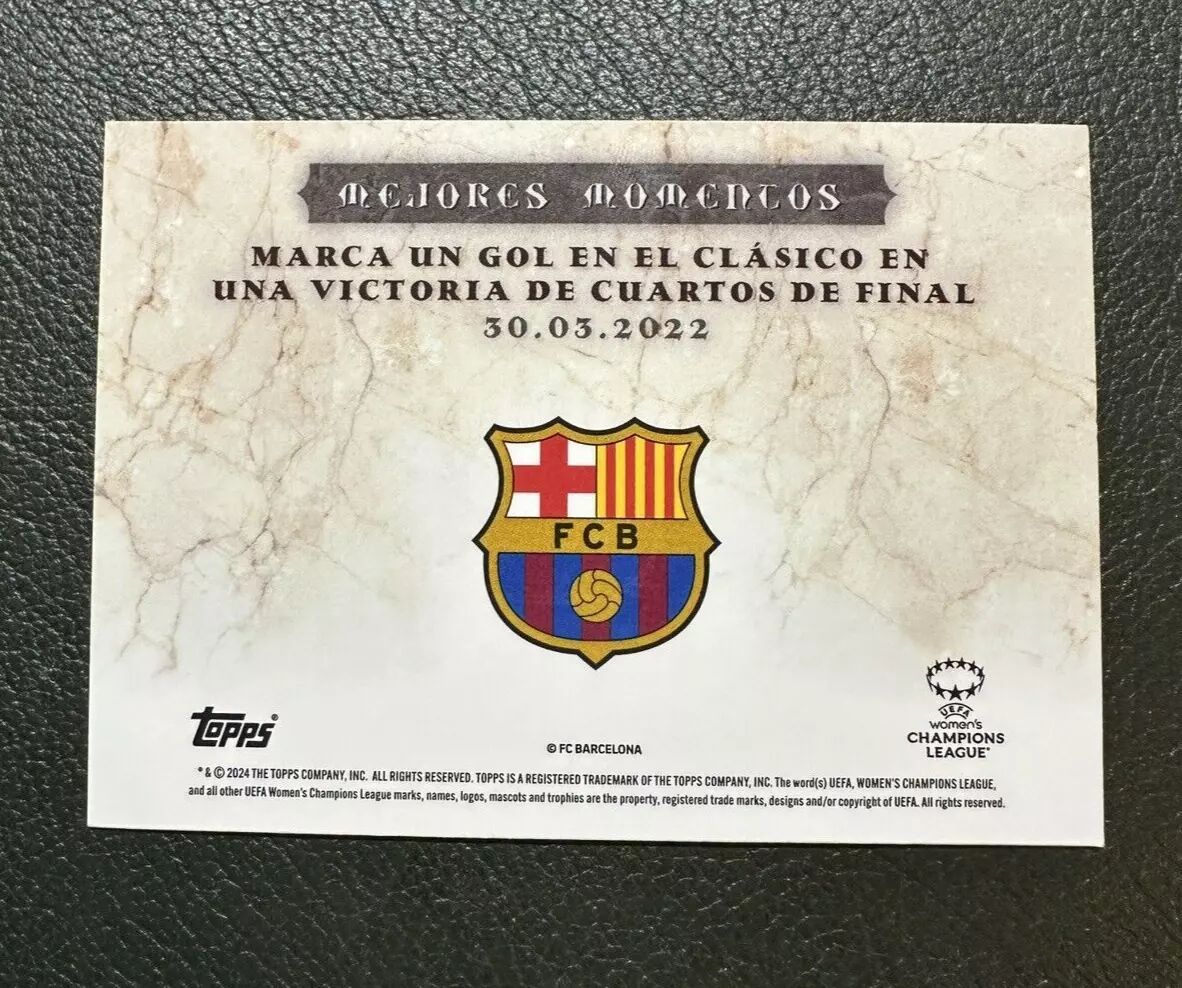 MEJORES MOMENTOS
MARCA UN GOL EN EL CLÁSICO EN
UNA VICTORIA DE CUARTOS DE FINAL
30.03.2022
FCB
topps®
UEFA
women's
CHAMPIONS
LEAGUE®
© FC BARCELONA
® & © 2024 THE TOPPS COMPANY, INC. ALL RIGHTS RESERVED. TOPPS IS A REGISTERED TRADEMARK OF THE TOPPS COMPANY, INC. The word(s) UEFA, WOMEN'S CHAMPIONS LEAGUE,
and all other UEFA Women's Champions League marks, names, logos, mascots and trophies are the property, registered trade marks, designs and/or copyright of UEFA. All rights reserved.